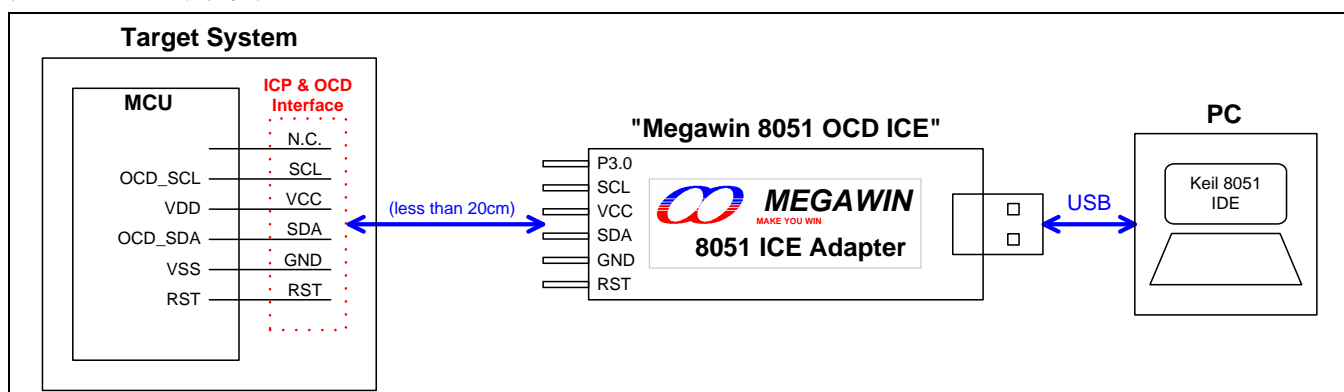 Target System
MCU
ICP & OCD
Interface
N.C.
OCD_SCL
SCL
VDD
VCC
OCD_SDA
SDA
VSS
GND
RST
RST
(less than 20cm)
"Megawin 8051 OCD ICE"
P3.0
SCL
VCC
SDA
GND
RST
MEGAWIN
MAKE YOU WIN
8051 ICE Adapter
USB
PC
Keil 8051
IDE